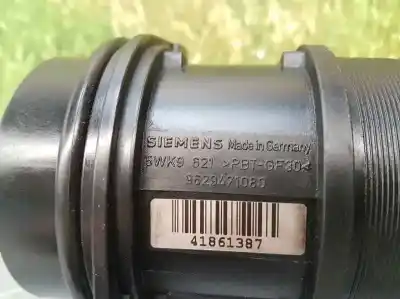 SIEMENS Made in Germany
5WK9 621 >PBT-GF30<
9629471080
41861387